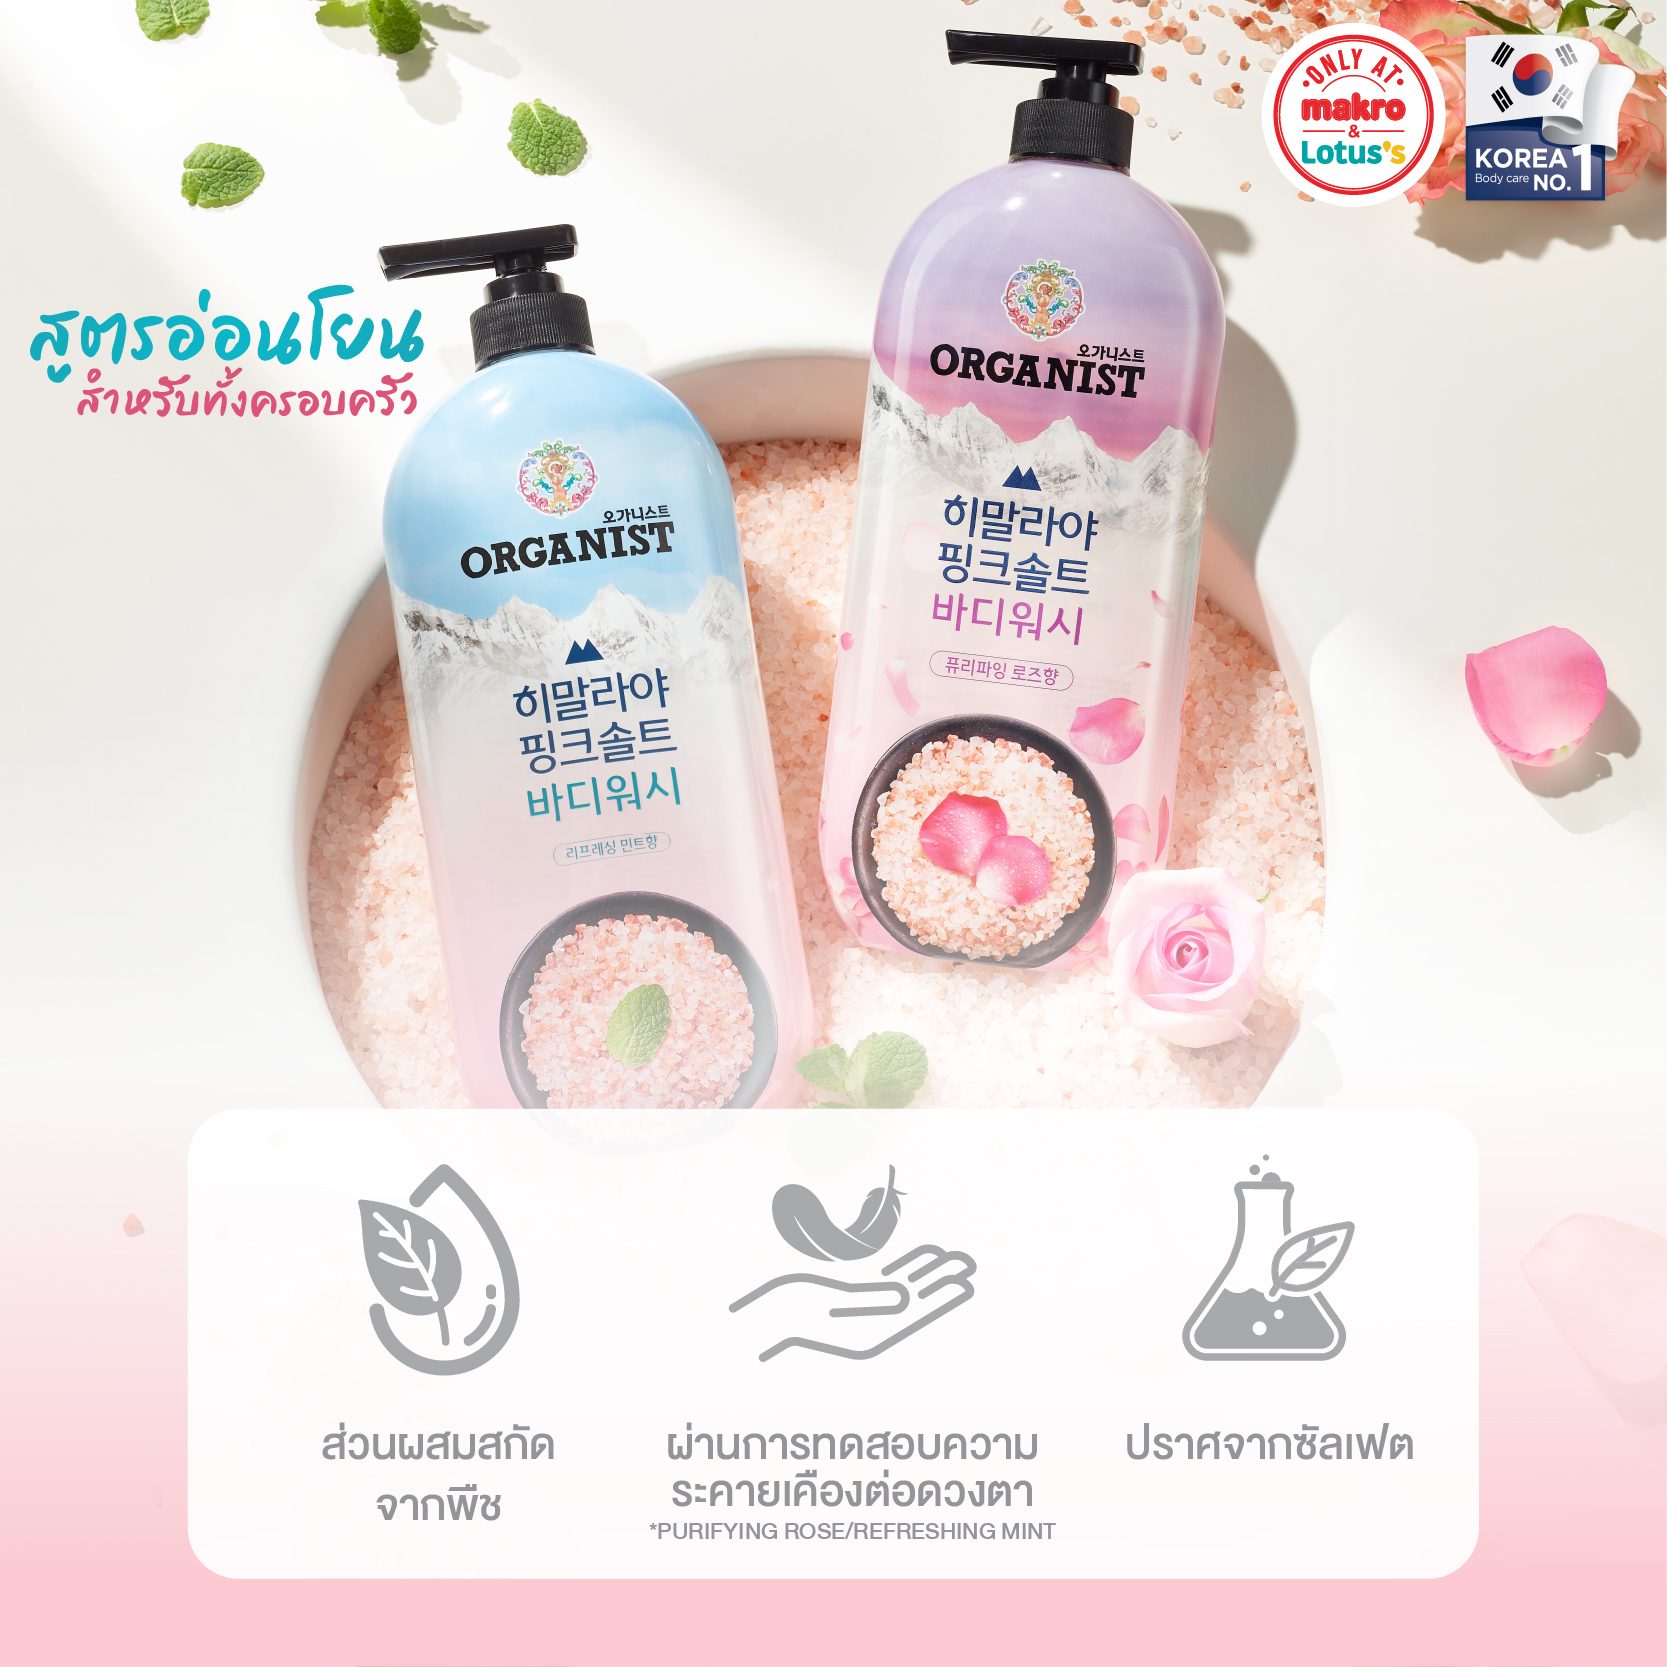 ONLY AT
makro
&
Lotus's
KOREA
Body care
NO. 1
สูตรอ่อนโยน
สำหรับทั้งครอบครัว
오가니스트
ORGANIST
히말라야
핑크솔트
바디워시
리프레싱 민트향
오가니스트
ORGANIST
히말라야
핑크솔트
바디워시
퓨리파잉 로즈향
ส่วนผสมสกัด
จากพืช
ผ่านการทดสอบความ
ระคายเคืองต่อดวงตา
*PURIFYING ROSE/REFRESHING MINT
ปราศจากซัลเฟต